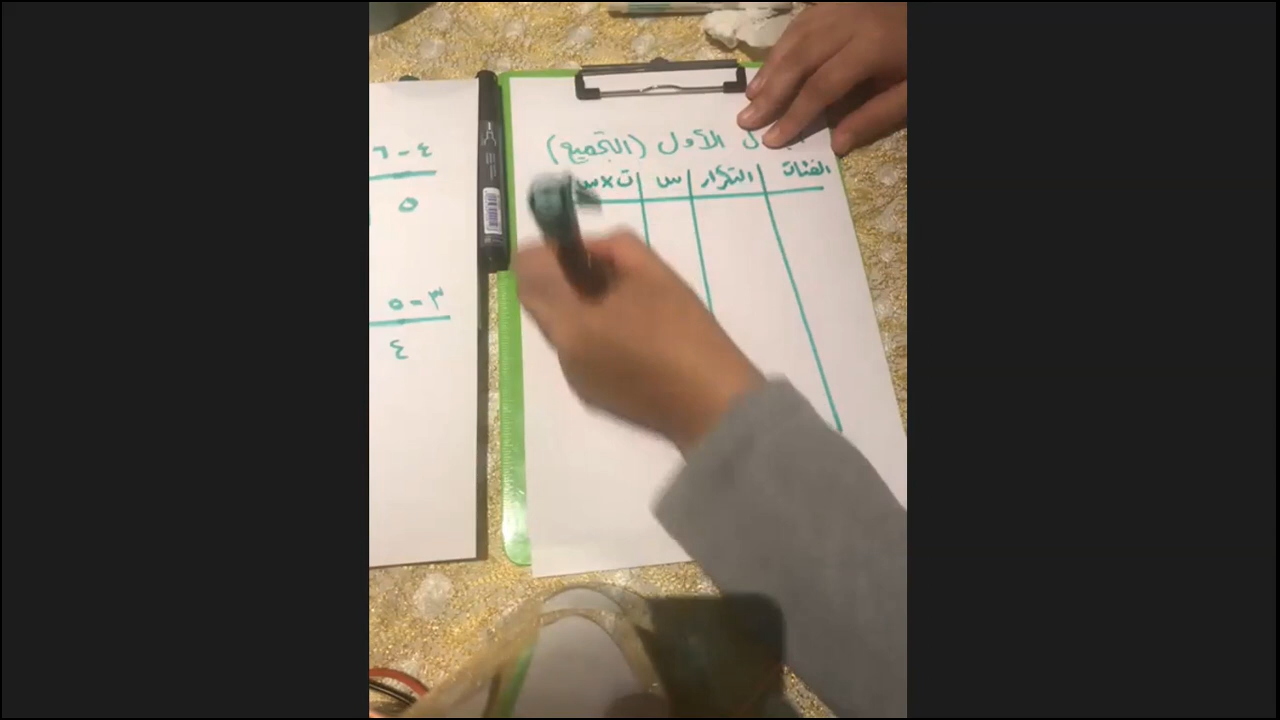 الأول (التجميع)
الفئات التكرار س ت×س
٤ - ٦
٥
٣ - ٥
٤